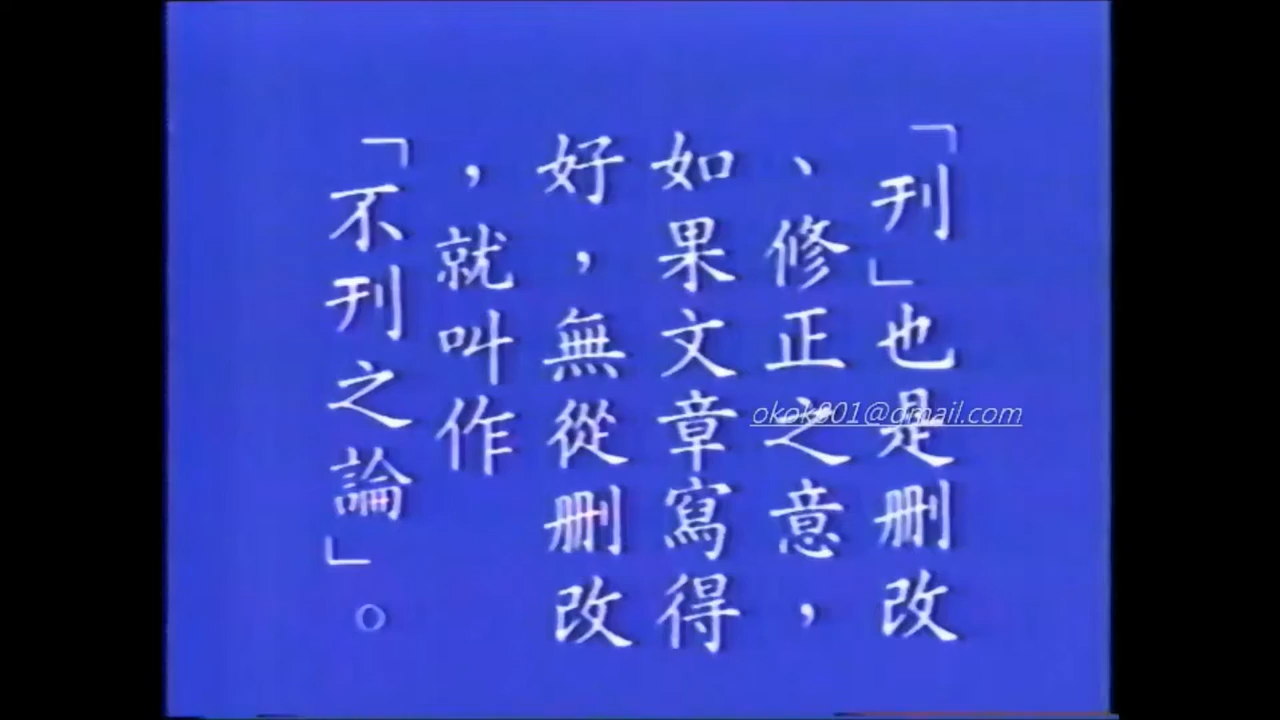 「刊」也是刪改
、修正之意，
如果文章寫得
好，無從刪改
，就叫作
「不刊之論」。
okok801@gmail.com